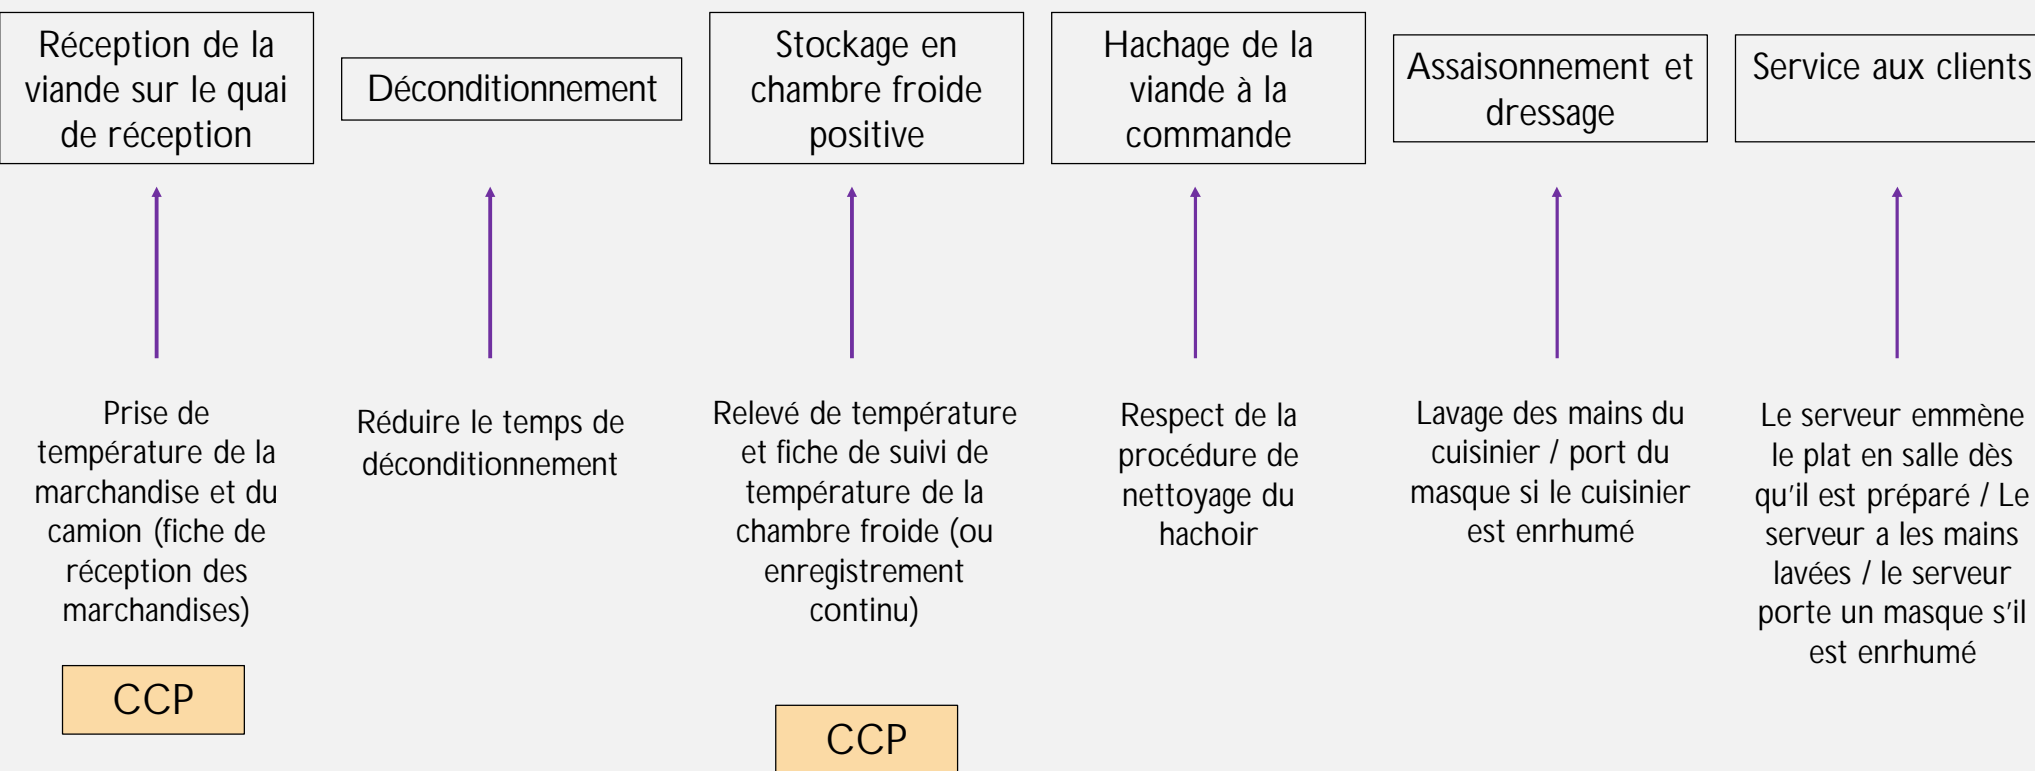 Réception de la
viande sur le quai
de réception
Déconditionnement
Stockage en
chambre froide
positive
Hachage de la
viande à la
commande
Assaisonnement et
dressage
Service aux clients
Prise de
température de la
marchandise et du
camion (fiche de
réception des
marchandises)
Réduire le temps de
déconditionnement
Relevé de température
et fiche de suivi de
température de la
chambre froide (ou
enregistrement
continu)
Respect de la
procédure de
nettoyage du
hachoir
Lavage des mains du
cuisinier / port du
masque si le cuisinier
est enrhumé
Le serveur emmène
le plat en salle dès
qu’il est préparé / Le
serveur a les mains
lavées / le serveur
porte un masque s’il
est enrhumé
CCP
CCP